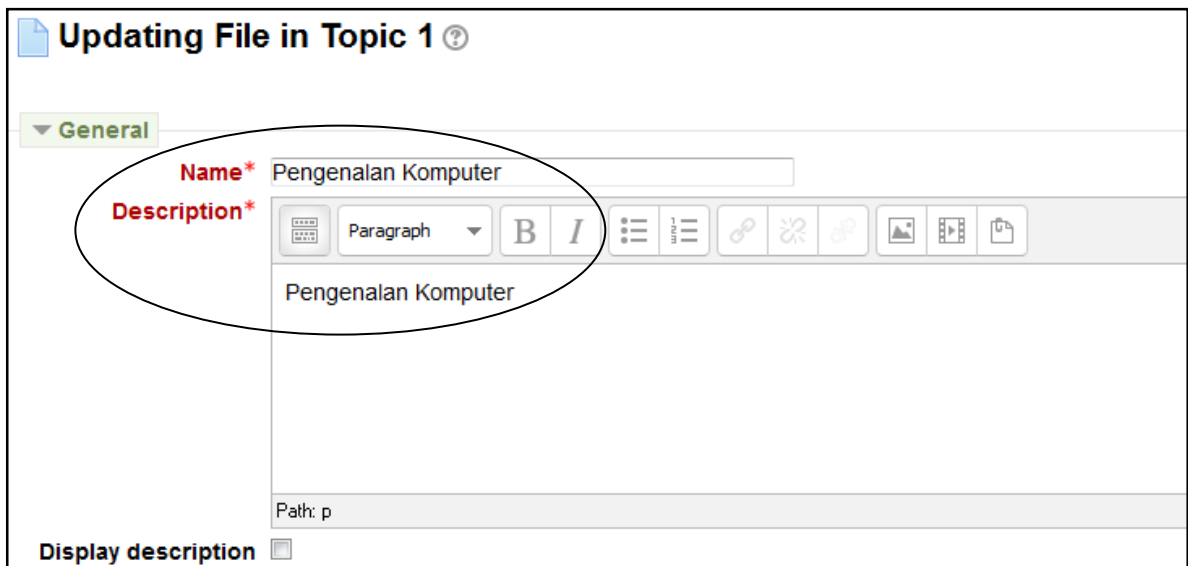 Updating File in Topic 1
General
Name* Pengenalan Komputer
Description*
Paragraph B I
Pengenalan Komputer
Path: p
Display description